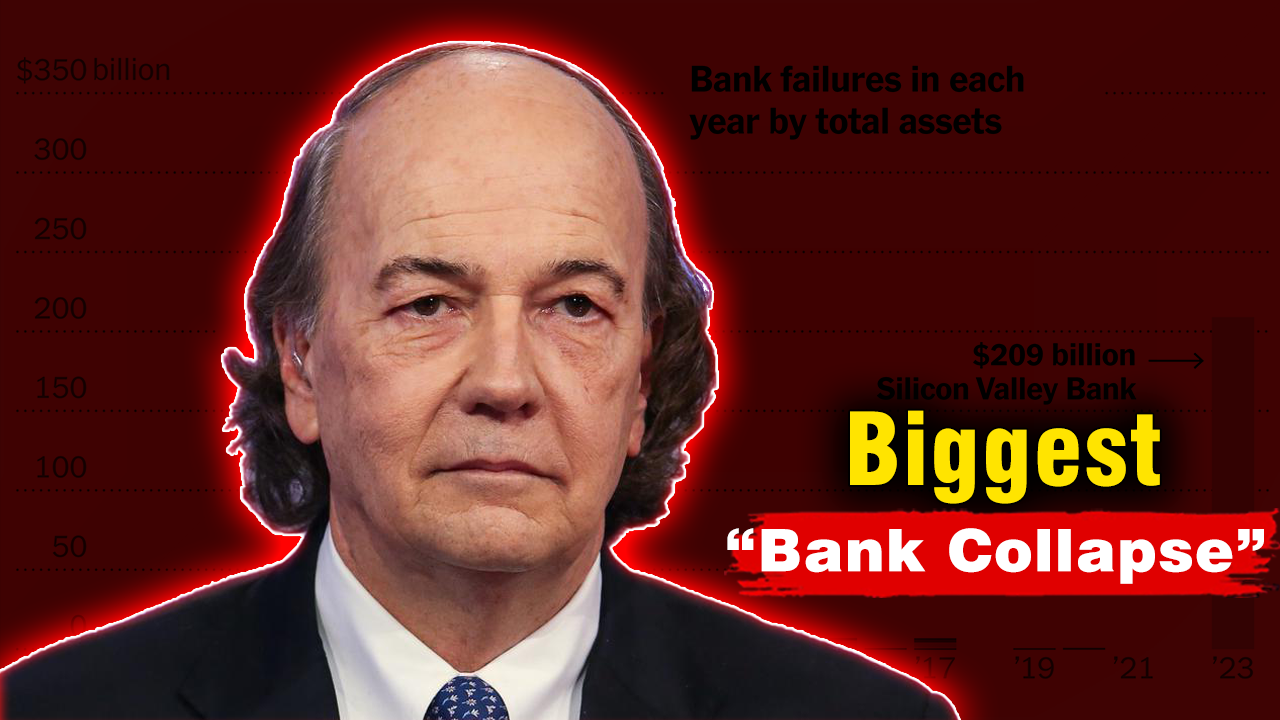 $350 billion
300
250
200
150
100
50
0
Bank failures in each
year by total assets
$209 billion
Silicon Valley Bank
Biggest
“Bank Collapse”
'17
'19
'21
'23